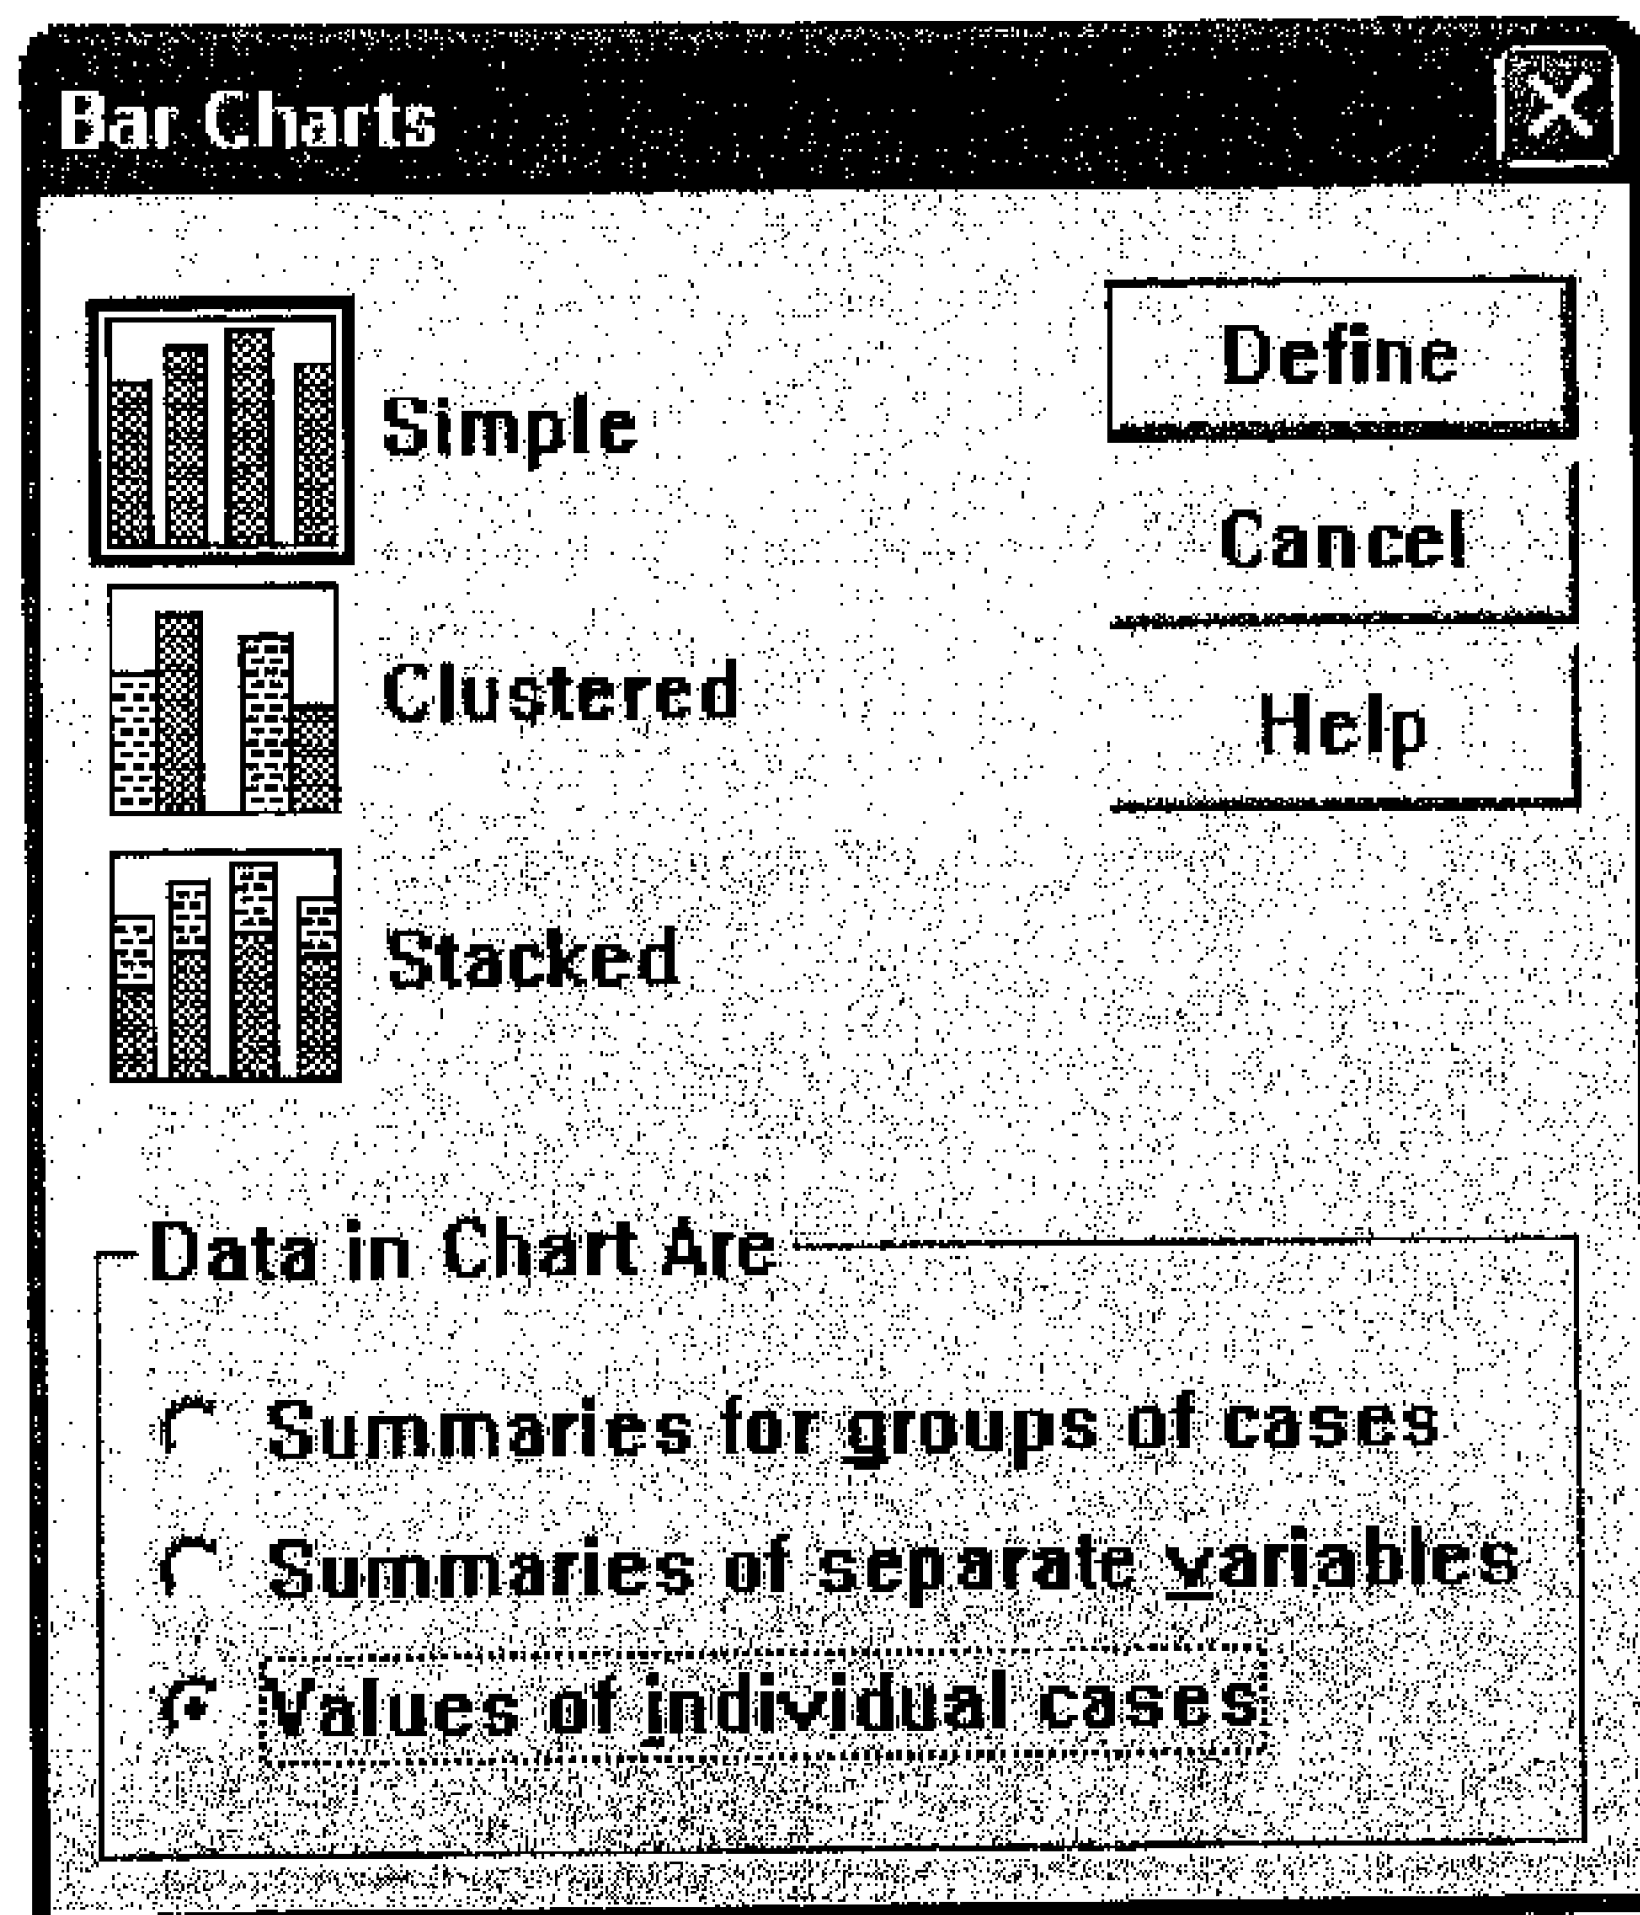 Bar Charts
Simple
Define
Cancel
Clustered
Help
Stacked
Data in Chart Are
Summaries for groups of cases
Summaries of separate variables
Values of individual cases